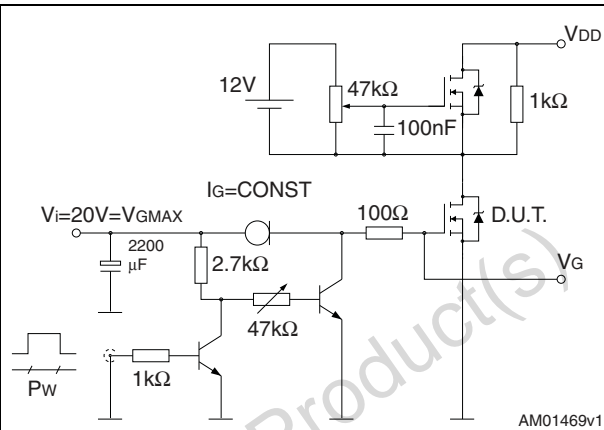 VDD
12V
47kΩ
1kΩ
100nF
IG=CONST
Vi=20V=VGMAX
100Ω
D.U.T.
2200
μF
2.7kΩ
VG
47kΩ
1kΩ
PW
Product(s)
AM01469v1